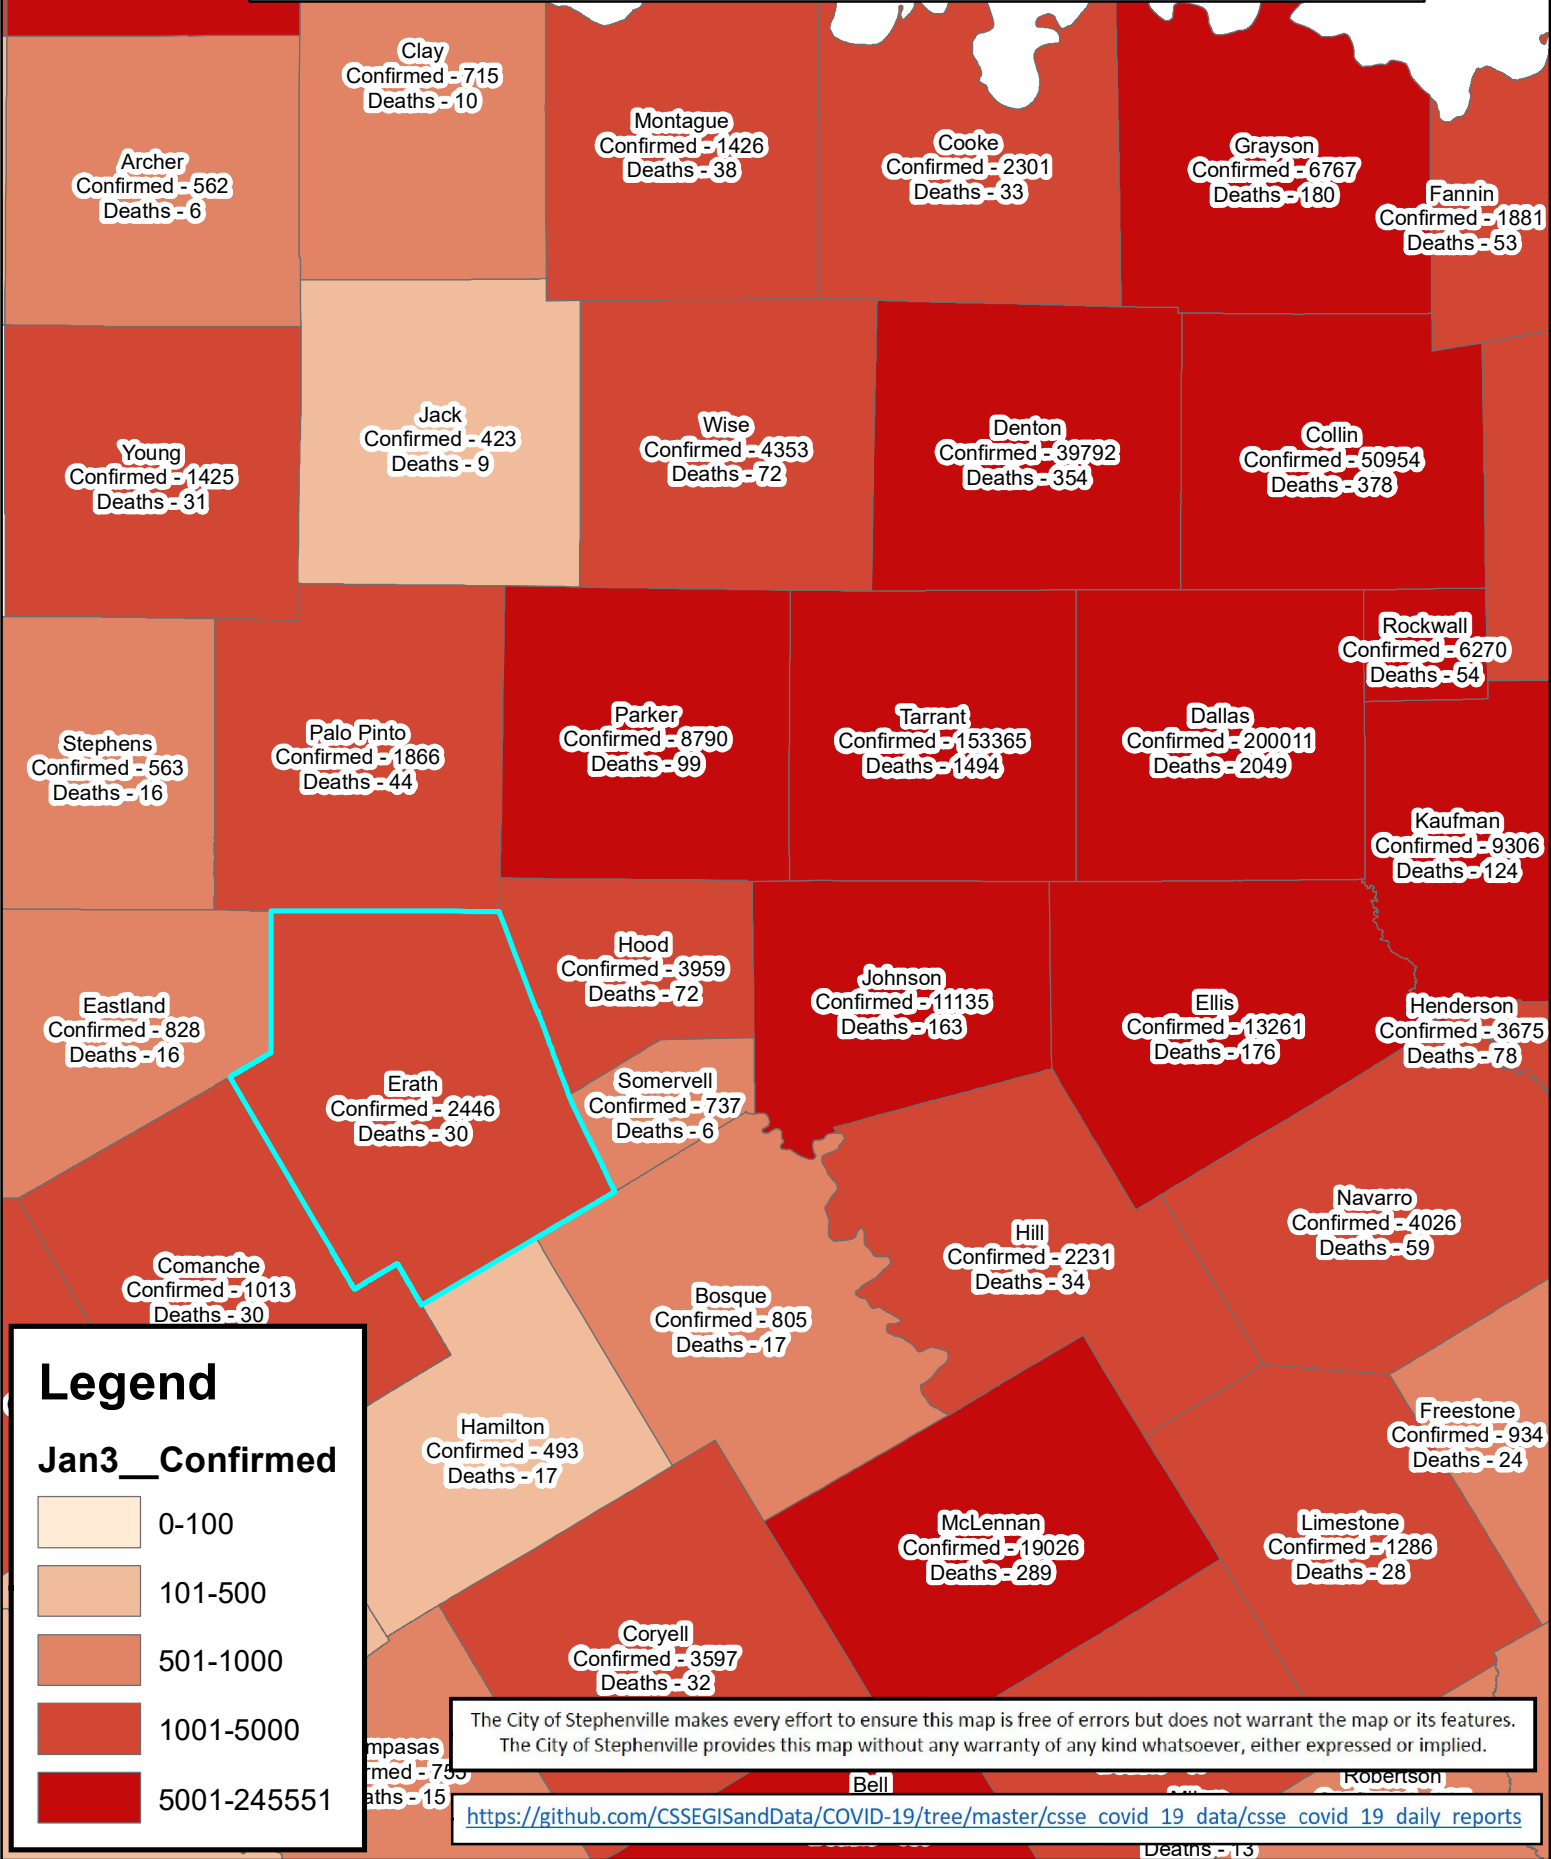 Clay
Confirmed - 715
Deaths - 10
Archer
Confirmed - 562
Deaths - 6
Montague
Confirmed - 1426
Deaths - 38
Cooke
Confirmed - 2301
Deaths - 33
Grayson
Confirmed - 6767
Deaths - 180
Fannin
Confirmed - 1881
Deaths - 53
Young
Confirmed - 1425
Deaths - 31
Jack
Confirmed - 423
Deaths - 9
Wise
Confirmed - 4353
Deaths - 72
Denton
Confirmed - 39792
Deaths - 354
Collin
Confirmed - 50954
Deaths - 378
Rockwall
Confirmed - 6270
Deaths - 54
Stephens
Confirmed - 563
Deaths - 16
Palo Pinto
Confirmed - 1866
Deaths - 44
Parker
Confirmed - 8790
Deaths - 99
Tarrant
Confirmed - 153365
Deaths - 1494
Dallas
Confirmed - 200011
Deaths - 2049
Kaufman
Confirmed - 9306
Deaths - 124
Eastland
Confirmed - 828
Deaths - 16
Erath
Confirmed - 2446
Deaths - 30
Hood
Confirmed - 3959
Deaths - 72
Somervell
Confirmed - 737
Deaths - 6
Johnson
Confirmed - 11135
Deaths - 163
Ellis
Confirmed - 13261
Deaths - 176
Henderson
Confirmed - 3675
Deaths - 78
Comanche
Confirmed - 1013
Deaths - 30
Bosque
Confirmed - 805
Deaths - 17
Hill
Confirmed - 2231
Deaths - 34
Navarro
Confirmed - 4026
Deaths - 59
Hamilton
Confirmed - 493
Deaths - 17
McLennan
Confirmed - 19026
Deaths - 289
Limestone
Confirmed - 1286
Deaths - 28
Freestone
Confirmed - 934
Deaths - 24
Coryell
Confirmed - 3597
Deaths - 32
mpasas
rmed - 755
aths - 15
Bell
Robertson
Deaths - 13
Legend
Jan3__Confirmed
0-100
101-500
501-1000
1001-5000
5001-245551
The City of Stephenville makes every effort to ensure this map is free of errors but does not warrant the map or its features.
The City of Stephenville provides this map without any warranty of any kind whatsoever, either expressed or implied.
https://github.com/CSSEGISandData/COVID-19/tree/master/csse_covid_19_data/csse_covid_19_daily_reports